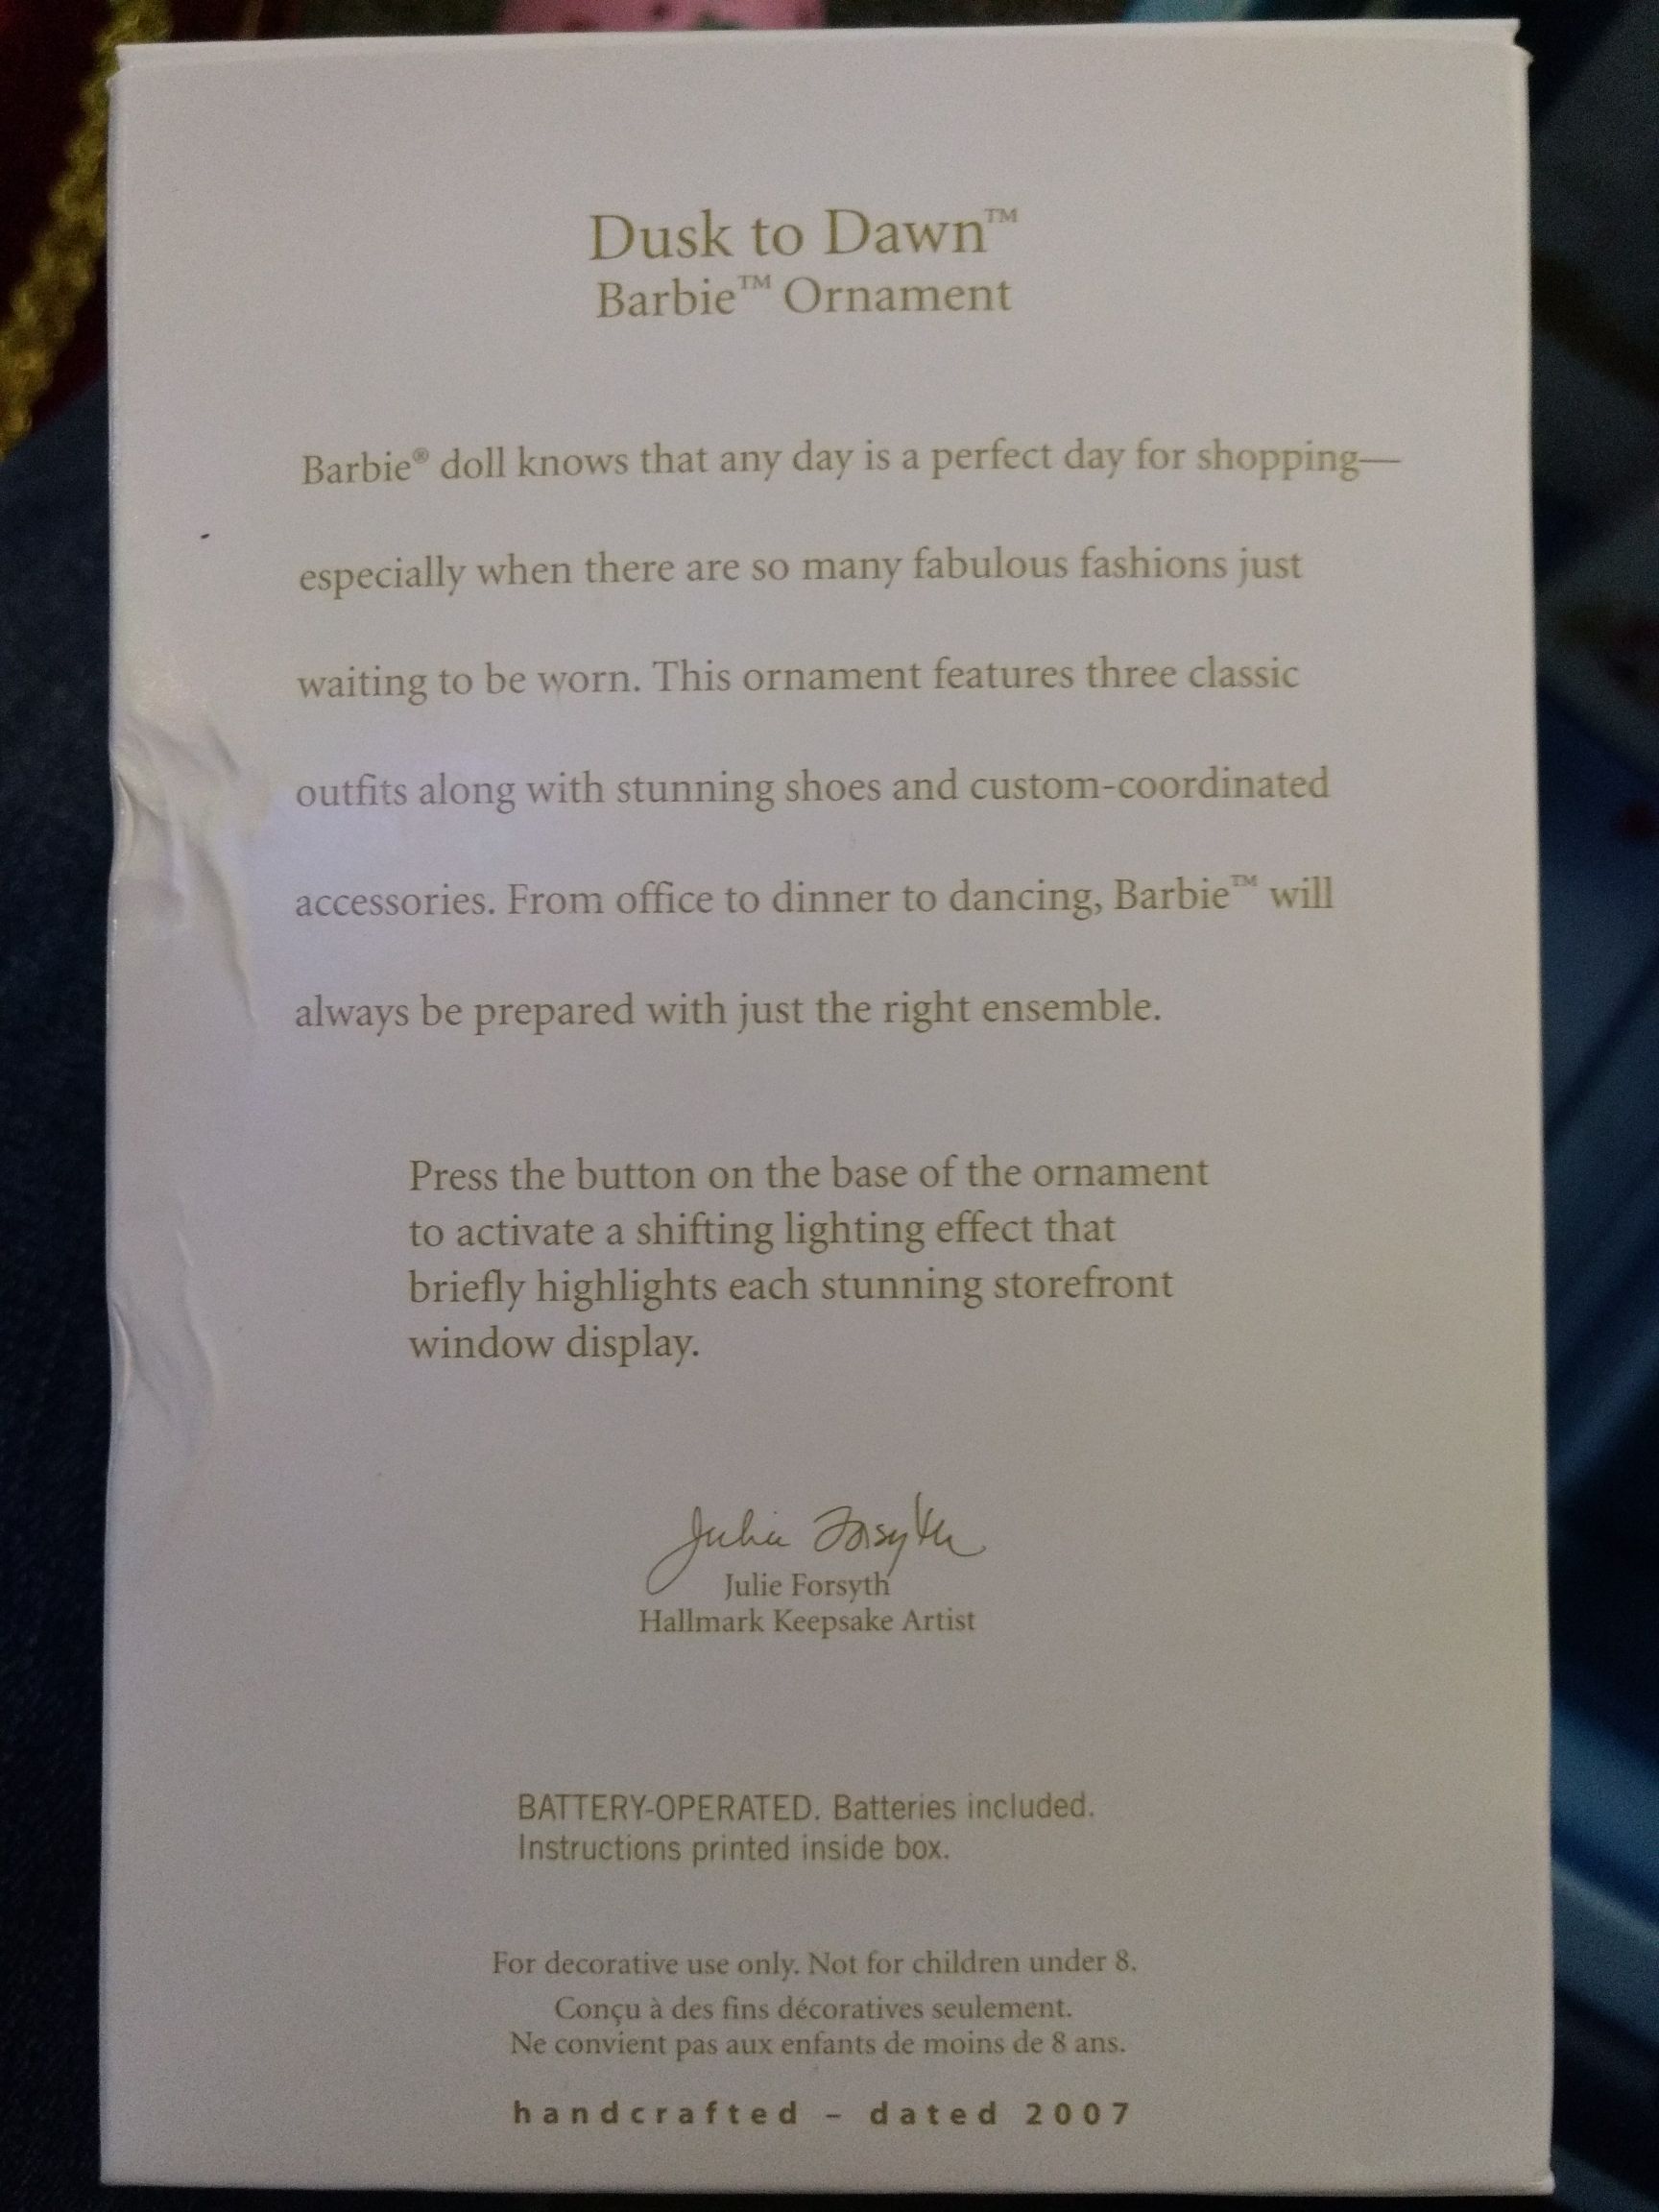 Dusk to Dawn™
Barbie™ Ornament
Barbie® doll knows that any day is a perfect day for shopping—
especially when there are so many fabulous fashions just
waiting to be worn. This ornament features three classic
outfits along with stunning shoes and custom-coordinated
accessories. From office to dinner to dancing, Barbie™ will
always be prepared with just the right ensemble.
Press the button on the base of the ornament
to activate a shifting lighting effect that
briefly highlights each stunning storefront
window display.
Julie Forsyth
Julie Forsyth
Hallmark Keepsake Artist
BATTERY-OPERATED. Batteries included.
Instructions printed inside box.
For decorative use only. Not for children under 8.
Conçu à des fins décoratives seulement.
Ne convient pas aux enfants de moins de 8 ans.
handcrafted – dated 2007